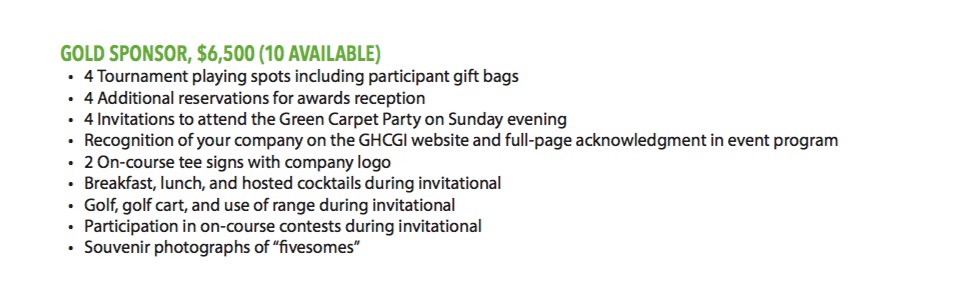 GOLD SPONSOR, $6,500 (10 AVAILABLE)
• 4 Tournament playing spots including participant gift bags
• 4 Additional reservations for awards reception
• 4 Invitations to attend the Green Carpet Party on Sunday evening
• Recognition of your company on the GHCGI website and full-page acknowledgment in event program
• 2 On-course tee signs with company logo
• Breakfast, lunch, and hosted cocktails during invitational
• Golf, golf cart, and use of range during invitational
• Participation in on-course contests during invitational
• Souvenir photographs of “fivesomes”